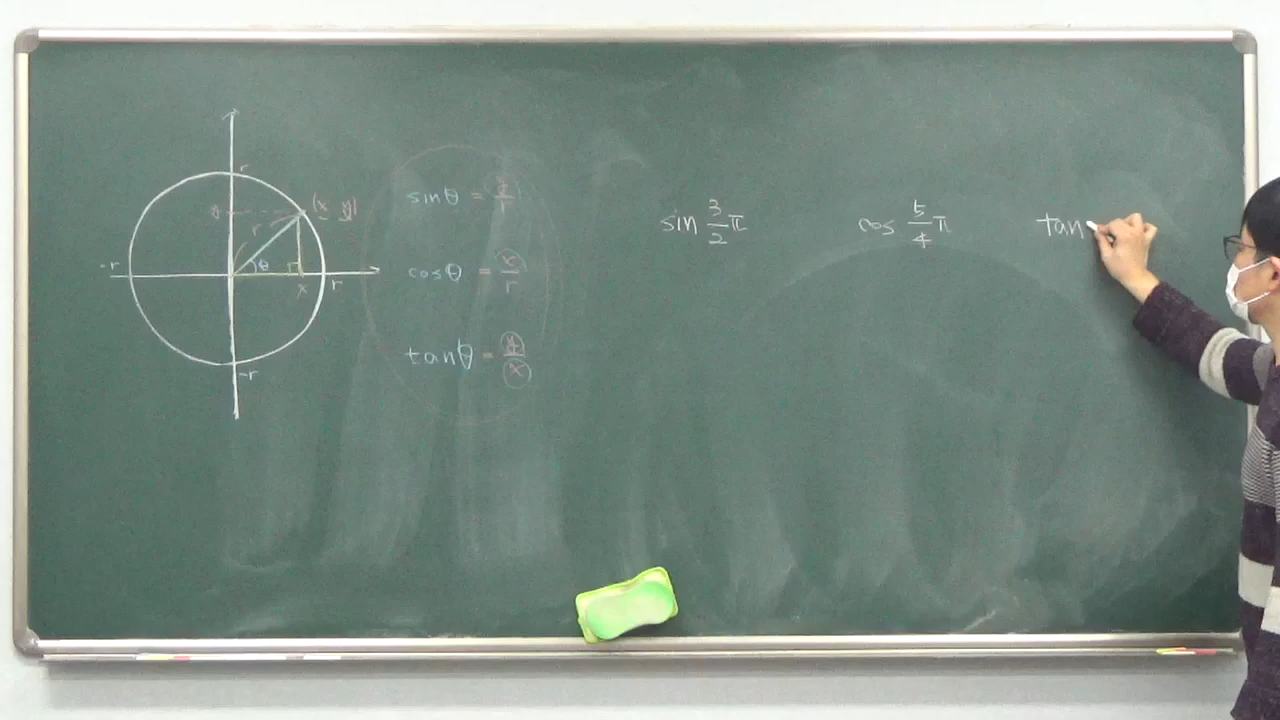 r
y (x y)
r
θ
-r x r
-r
sinθ = y/r
cosθ = x/r
tanθ = y/x
sin 3/2 π cos 5/4 π tan